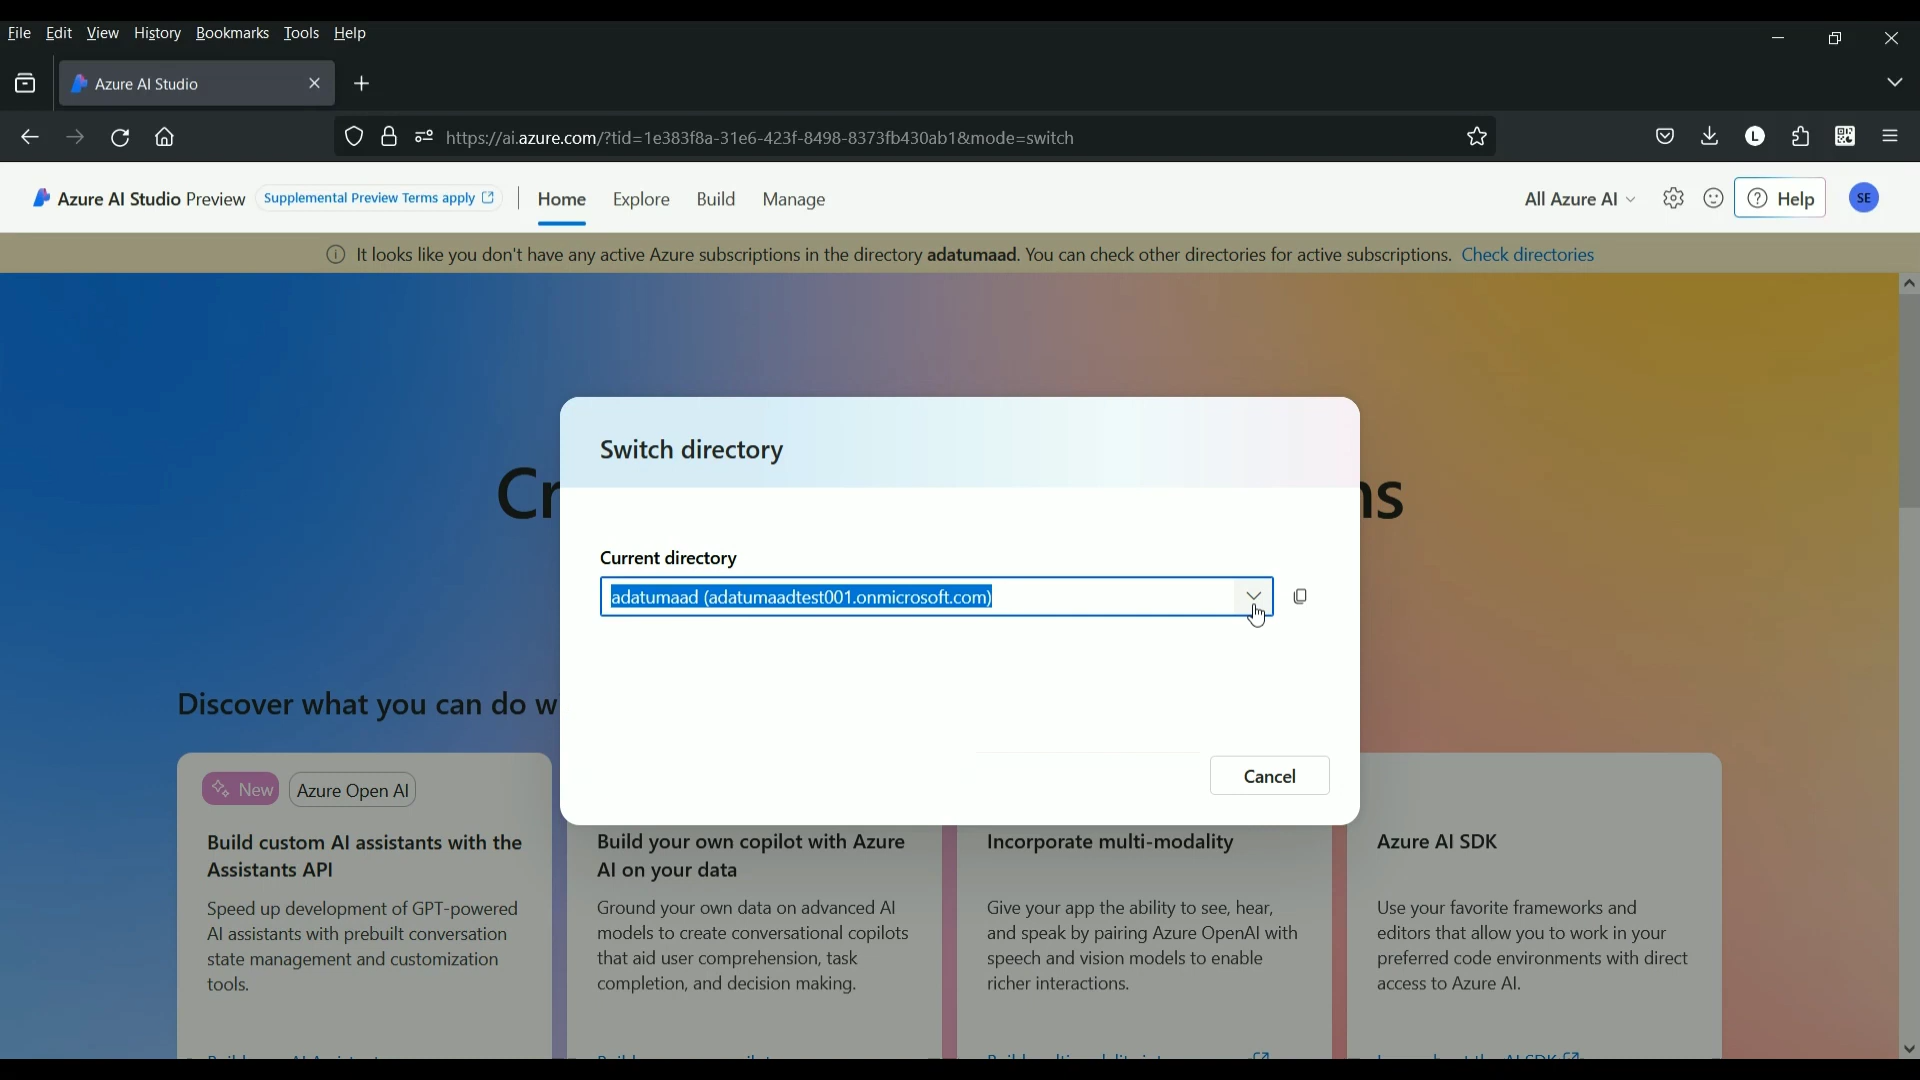 File Edit View History Bookmarks Tools Help
Azure AI Studio
https://ai.azure.com/?tid=1e383f8a-31e6-423f-8498-8373fb430ab1&mode=switch
L
Azure AI Studio Preview Supplemental Preview Terms apply Home Explore Build Manage All Azure AI Help SE
It looks like you don't have any active Azure subscriptions in the directory adatumaad. You can check other directories for active subscriptions. Check directories
Switch directory
Current directory
adatumaad (adatumaadtest001.onmicrosoft.com)
Cancel
Discover what you can do w
New Azure Open AI
Build custom AI assistants with the
Assistants API
Speed up development of GPT-powered
AI assistants with prebuilt conversation
state management and customization
tools.
Build your own copilot with Azure
AI on your data
Ground your own data on advanced AI
models to create conversational copilots
that aid user comprehension, task
completion, and decision making.
Incorporate multi-modality
Give your app the ability to see, hear,
and speak by pairing Azure OpenAI with
speech and vision models to enable
richer interactions.
Azure AI SDK
Use your favorite frameworks and
editors that allow you to work in your
preferred code environments with direct
access to Azure AI.